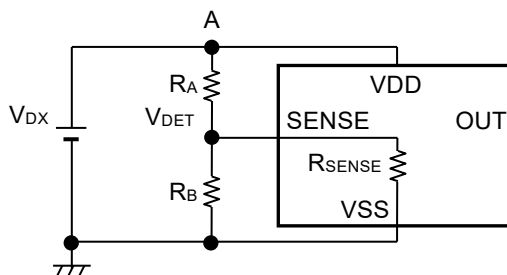 A
RA
VDD
VDX
VDET
SENSE
OUT
RSENSE
RB
VSS